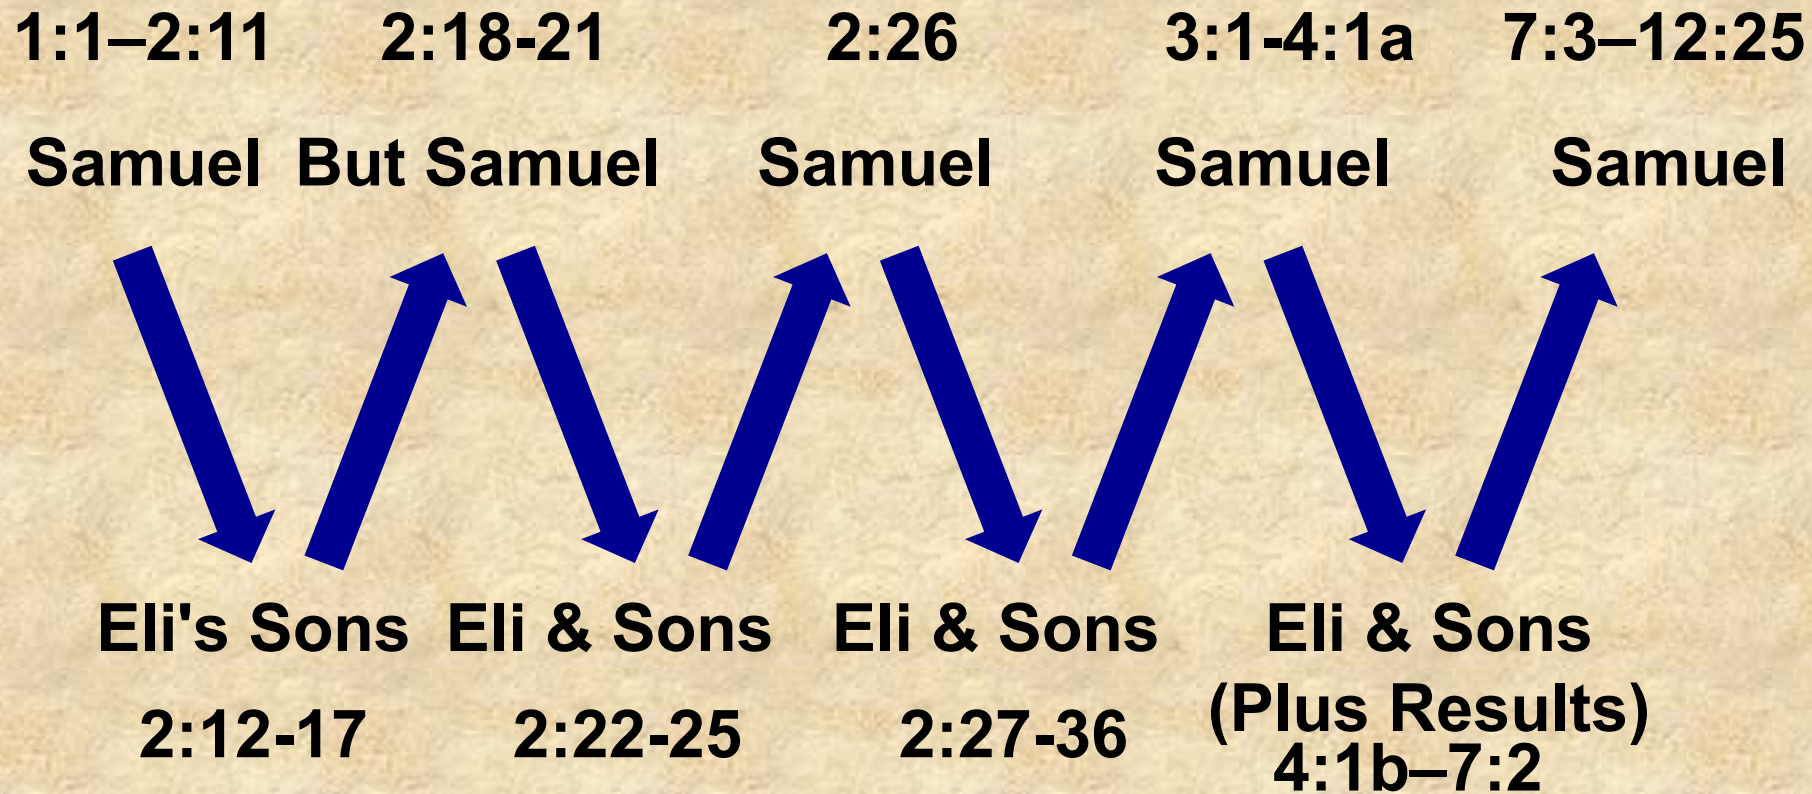 1:1–2:11 2:18-21 2:26 3:1-4:1a 7:3–12:25
Samuel But Samuel Samuel Samuel Samuel
Eli's Sons Eli & Sons Eli & Sons Eli & Sons
(Plus Results)
2:12-17 2:22-25 2:27-36
4:1b–7:2